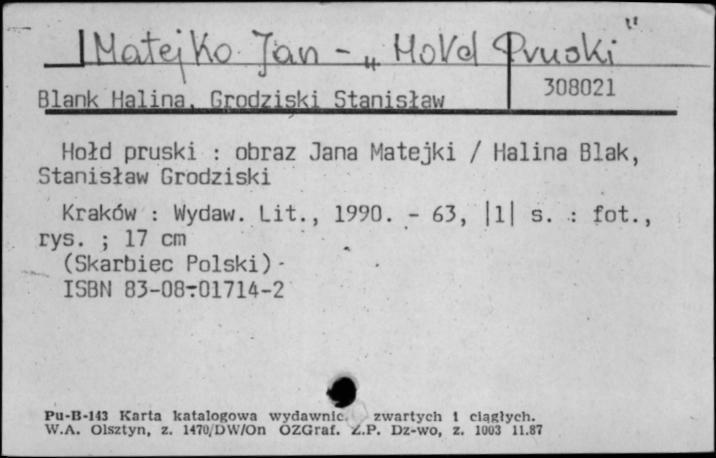 Matejko Jan - „Hołd Pruski"
308021
Blank Halina, Grodziski Stanisław
Hołd pruski : obraz Jana Matejki / Halina Blak,
Stanisław Grodziski
Kraków : Wydaw. Lit., 1990. - 63, |1| s. : fot.,
rys. ; 17 cm
(Skarbiec Polski)
ISBN 83-08-01714-2
Pu-B-143 Karta katalogowa wydawnic. zwartych i ciągłych.
W.A. Olsztyn, z. 1470/DW/On OZGraf. Z.P. Dz-wo, z. 1003 11.87